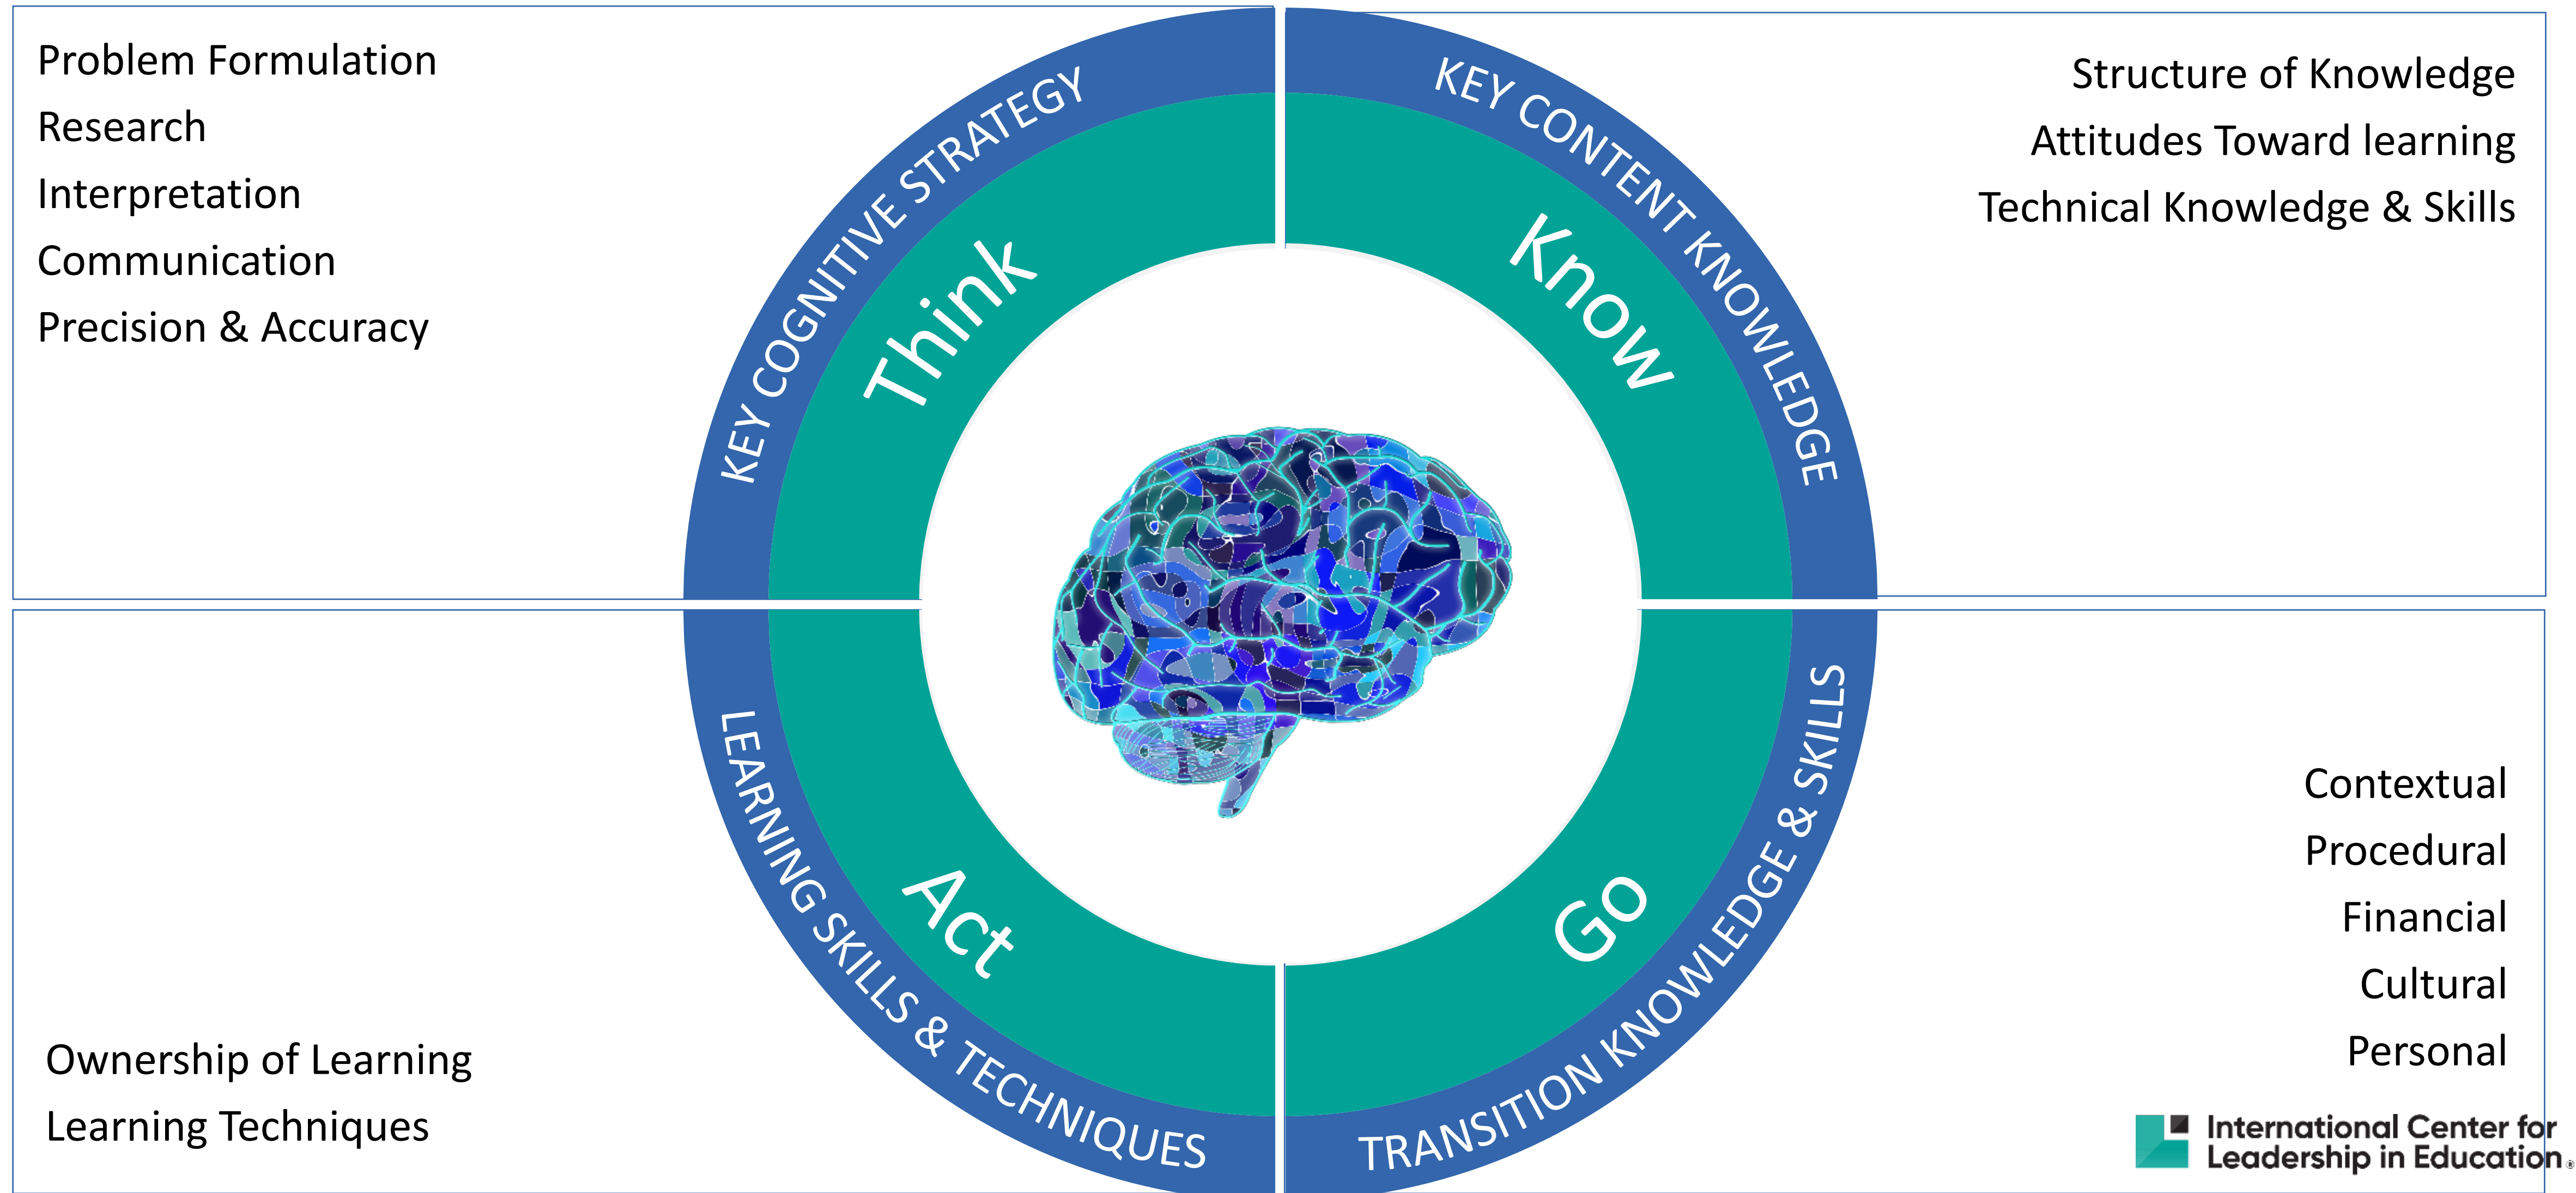 Problem Formulation
Research
Interpretation
Communication
Precision & Accuracy
KEY COGNITIVE STRATEGY
Think
KEY CONTENT KNOWLEDGE
Know
Structure of Knowledge
Attitudes Toward learning
Technical Knowledge & Skills
Ownership of Learning
Learning Techniques
LEARNING SKILLS & TECHNIQUES
Act
TRANSITION KNOWLEDGE & SKILLS
Go
Contextual
Procedural
Financial
Cultural
Personal
International Center for
Leadership in Education®